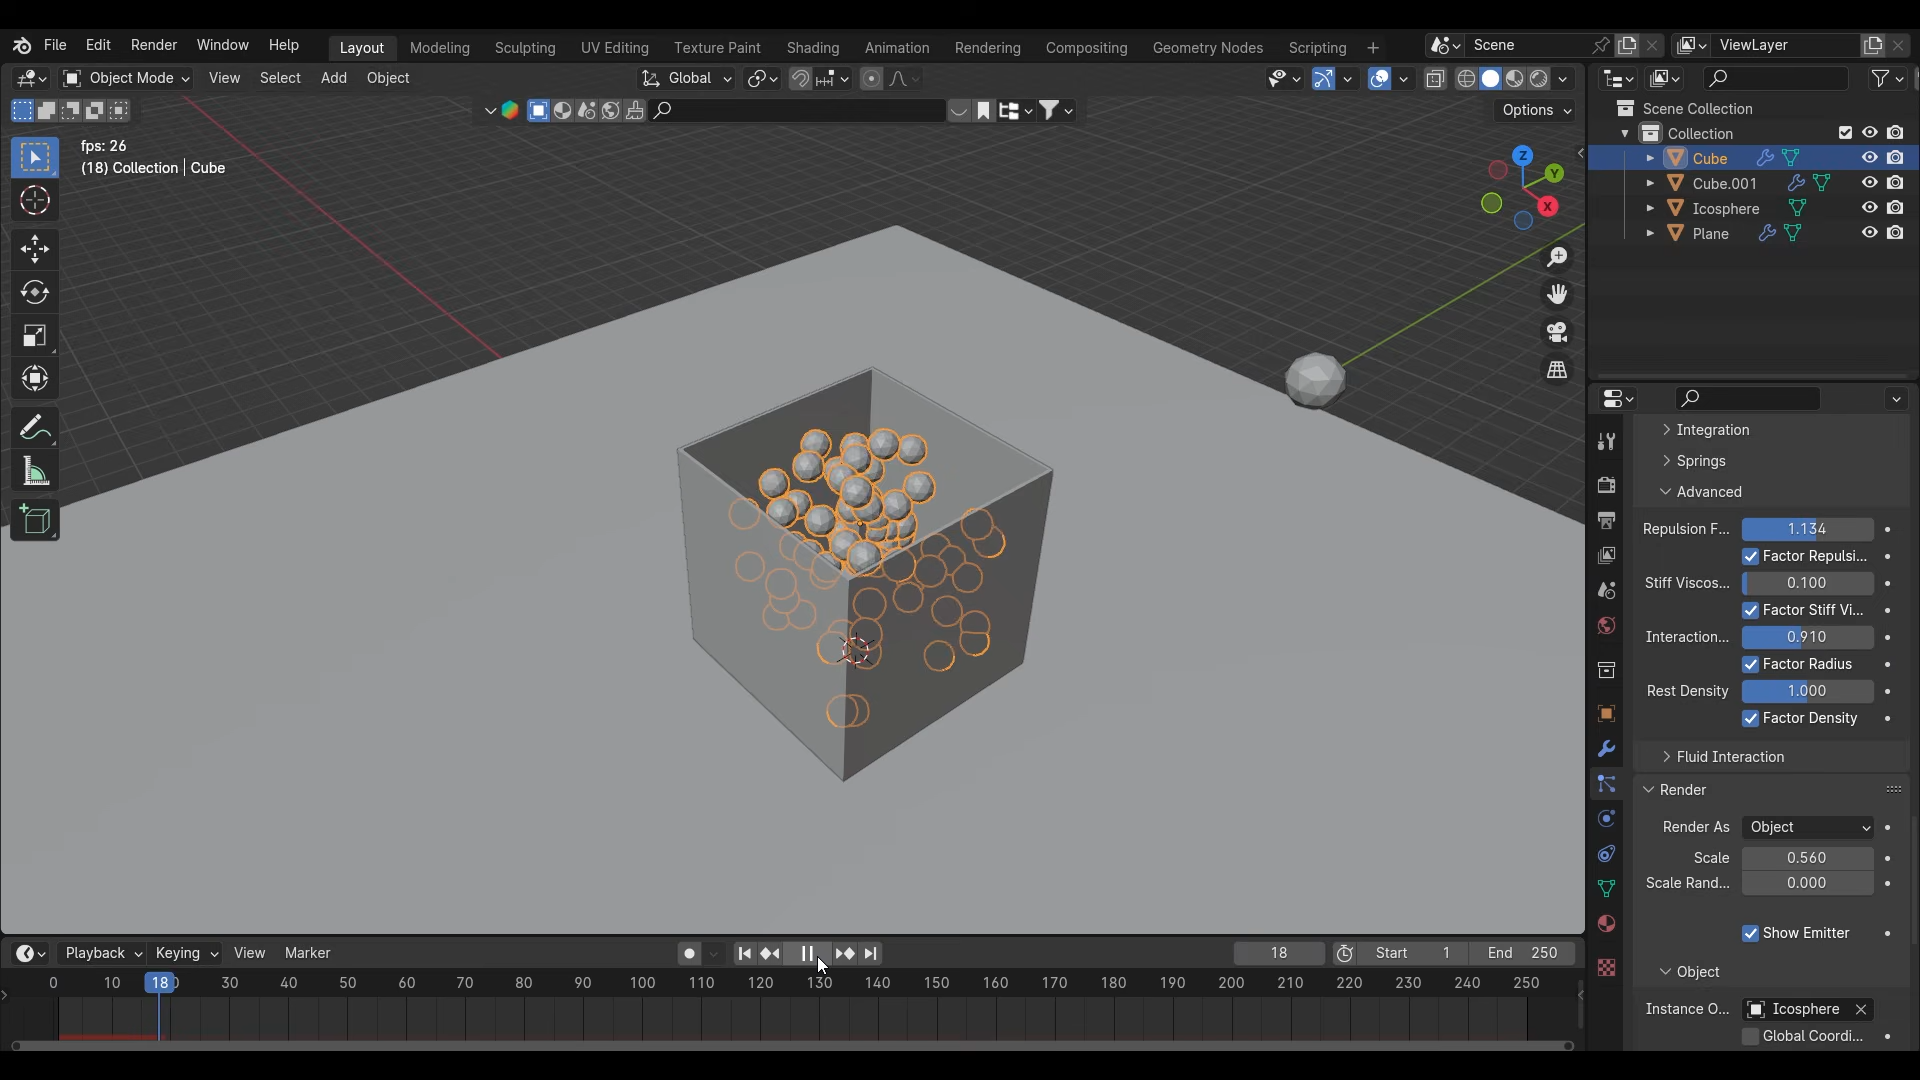 File Edit Render Window Help Layout Modeling Sculpting UV Editing Texture Paint Shading Animation Rendering Compositing Geometry Nodes Scripting + Scene ViewLayer
Object Mode View Select Add Object Global
Options
fps: 26
(18) Collection | Cube
Z
Y
X
Scene Collection
Collection
Cube
Cube.001
Icosphere
Plane
Integration
Springs
Advanced
Repulsion F... 1.134
Factor Repulsi...
Stiff Viscos... 0.100
Factor Stiff Vi...
Interaction... 0.910
Factor Radius
Rest Density 1.000
Factor Density
Fluid Interaction
Render
Render As Object
Scale 0.560
Scale Rand... 0.000
Show Emitter
Object
Instance O... Icosphere
Global Coordi...
Playback Keying View Marker 18 Start 1 End 250
0 10 18 30 40 50 60 70 80 90 100 110 120 130 140 150 160 170 180 190 200 210 220 230 240 250